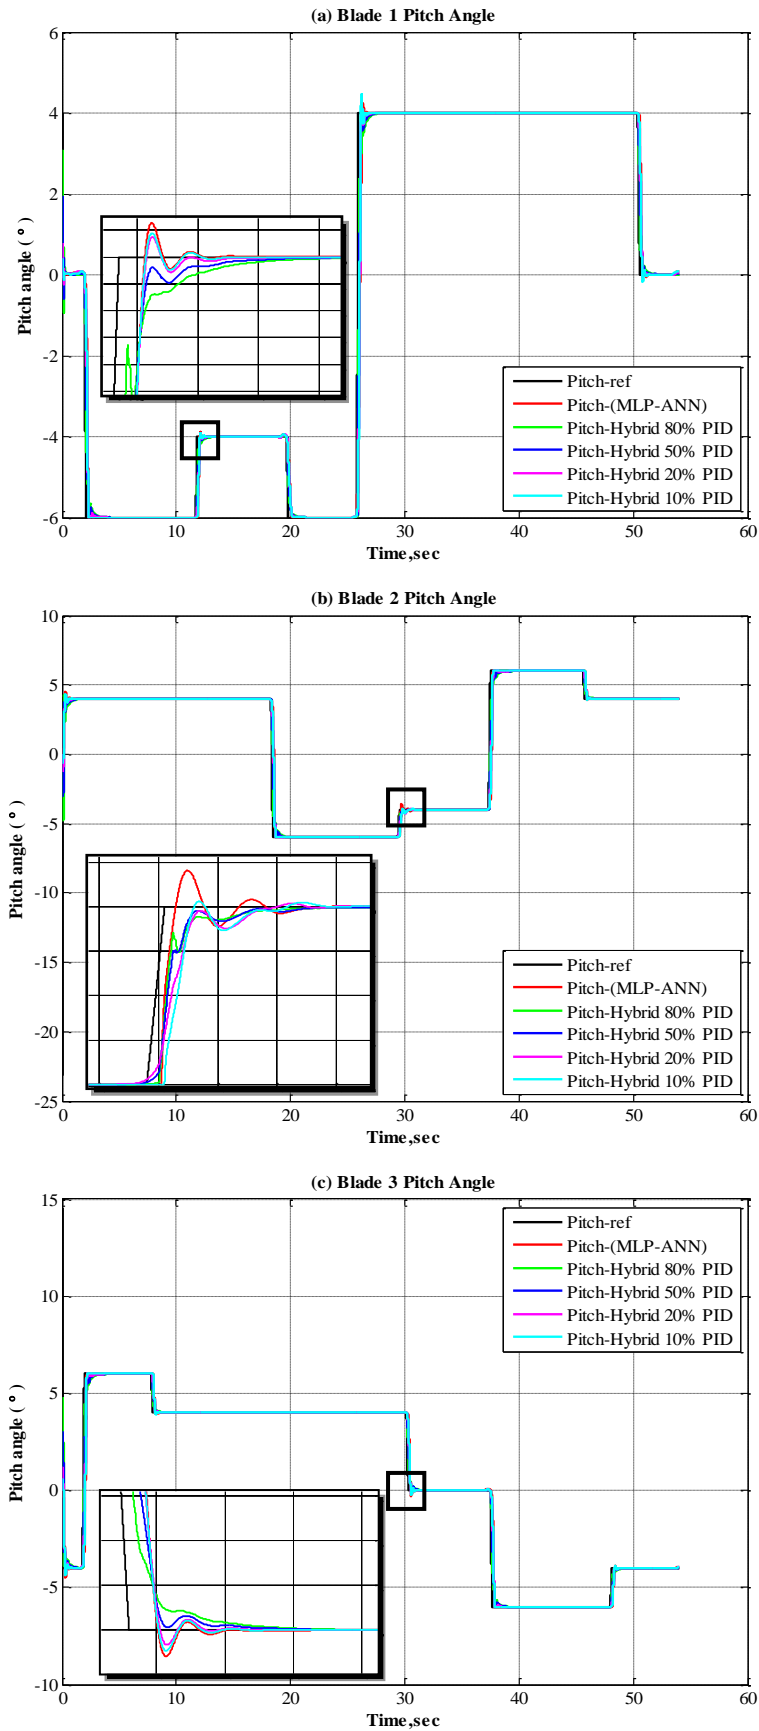 (a) Blade 1 Pitch Angle
6
4
2
0
-2
-4
-6
Pitch angle ( ° )
Pitch-ref
Pitch-(MLP-ANN)
Pitch-Hybrid 80% PID
Pitch-Hybrid 50% PID
Pitch-Hybrid 20% PID
Pitch-Hybrid 10% PID
0 10 20 30 40 50 60
Time,sec
(b) Blade 2 Pitch Angle
10
5
0
-5
-10
-15
-20
-25
Pitch angle ( ° )
Pitch-ref
Pitch-(MLP-ANN)
Pitch-Hybrid 80% PID
Pitch-Hybrid 50% PID
Pitch-Hybrid 20% PID
Pitch-Hybrid 10% PID
0 10 20 30 40 50 60
Time,sec
(c) Blade 3 Pitch Angle
15
10
5
0
-5
-10
Pitch angle ( ° )
Pitch-ref
Pitch-(MLP-ANN)
Pitch-Hybrid 80% PID
Pitch-Hybrid 50% PID
Pitch-Hybrid 20% PID
Pitch-Hybrid 10% PID
0 10 20 30 40 50 60
Time,sec